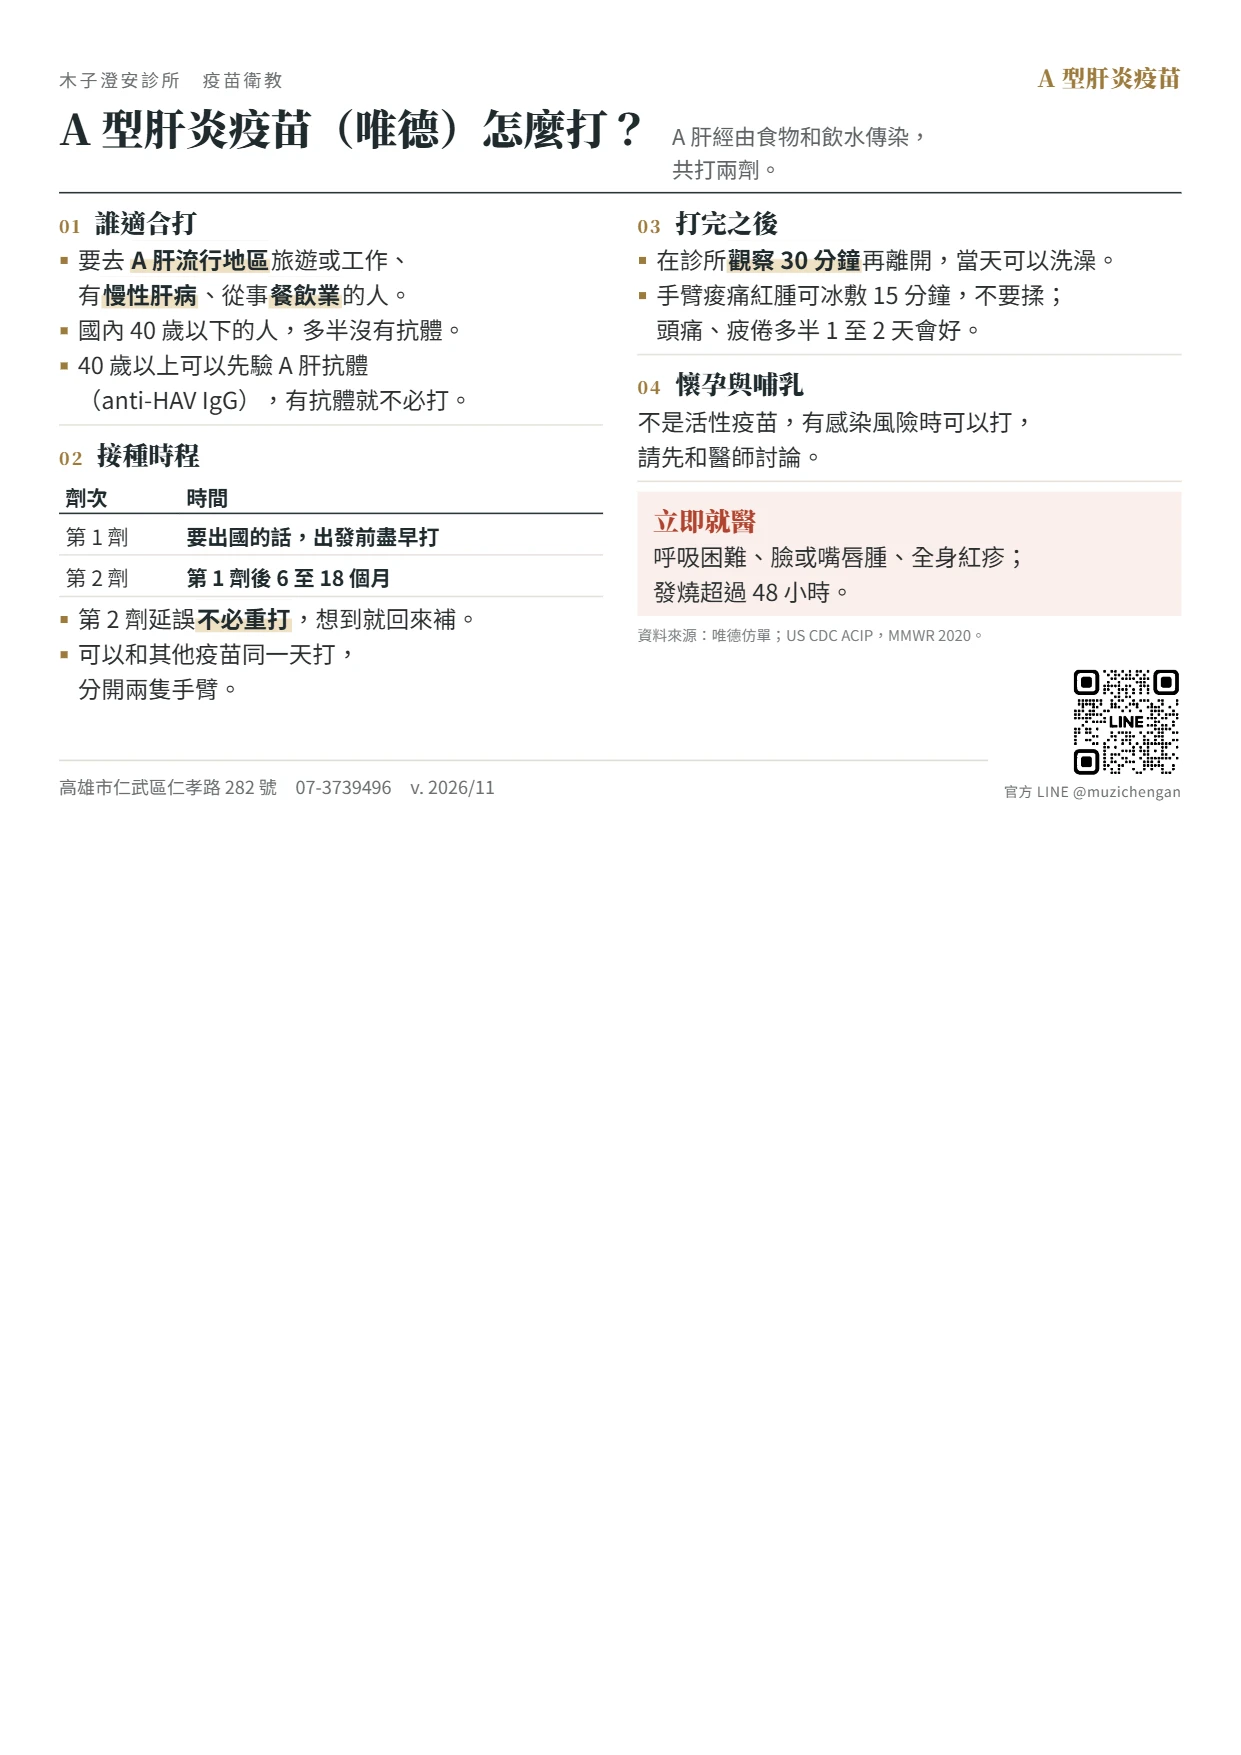 木子澄安診所　疫苗衛教
A 型肝炎疫苗
A 型肝炎疫苗（唯德）怎麼打？
A 肝經由食物和飲水傳染，
共打兩劑。
01 誰適合打
▪ 要去 A 肝流行地區旅遊或工作、
有慢性肝病、從事餐飲業的人。
▪ 國內 40 歲以下的人，多半沒有抗體。
▪ 40 歲以上可以先驗 A 肝抗體
（anti-HAV IgG），有抗體就不必打。
02 接種時程
劑次 時間
第 1 劑 要出國的話，出發前盡早打
第 2 劑 第 1 劑後 6 至 18 個月
▪ 第 2 劑延誤不必重打，想到就回來補。
▪ 可以和其他疫苗同一天打，
分開兩隻手臂。
03 打完之後
▪ 在診所觀察 30 分鐘再離開，當天可以洗澡。
▪ 手臂痠痛紅腫可冰敷 15 分鐘，不要揉；
頭痛、疲倦多半 1 至 2 天會好。
04 懷孕與哺乳
不是活性疫苗，有感染風險時可以打，
請先和醫師討論。
立即就醫
呼吸困難、臉或嘴唇腫、全身紅疹；
發燒超過 48 小時。
資料來源：唯德仿單；US CDC ACIP，MMWR 2020。
LINE
高雄市仁武區仁孝路 282 號　07-3739496　v. 2026/11
官方 LINE @muzichengan